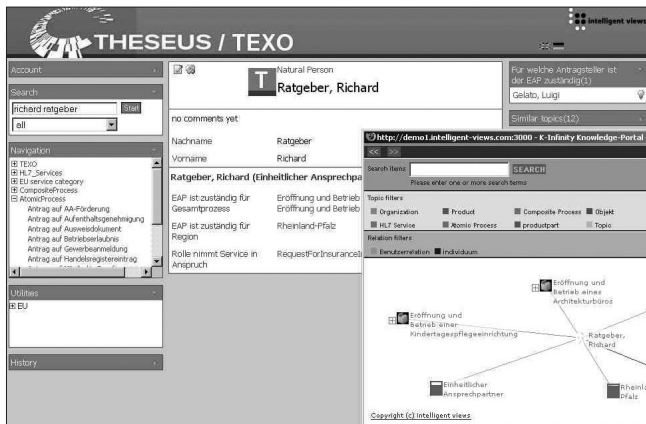 THESEUS / TEXO
intelligent views
Account
Search
richard ratgeber
Start
all
Navigation
TEXO
HL7_Services
EU service category
CompositeProcess
AtomicProcess
Antrag auf AA-Förderung
Antrag auf Aufenthaltsgenehmigung
Antrag auf Ausweisdokument
Antrag auf Betriebserlaubnis
Antrag auf Gewerbeanmeldung
Antrag auf Handelsregistereintrag
Utilities
EU
History
T
Natural Person
Ratgeber, Richard
no comments yet
Nachname Ratgeber
Vorname Richard
Ratgeber, Richard (Einheitlicher Ansprechpa
EAP ist zuständig für Eröffnung und Betrieb
Gesamtprozess Eröffnung und Betrieb
EAP ist zuständig für Rheinland-Pfalz
Region
Rolle nimmt Service in RequestForInsuranceI
Anspruch
Für welche Antragsteller ist
der EAP zuständig(1)
Gelato, Luigi
Similar topics(12)
http://demo1.intelligent-views.com:3000 - K-Infinity Knowledge-Portal -
<< >>
Search Items SEARCH
Please enter one or more search terms
Topic filters
Organization Product Composite Process Objekt
HL7 Service Atomic Process productpart Topic
Relation filters
Benutzerrelation Individuum
Eröffnung und
Betrieb eines
Architekturbüros
Eröffnung und
Betrieb einer
Kindertagespflegeeinrichtung
Ratgeber,
Richard
Einheitlicher
Ansprechpartner
Rheinla
Pfalz
Copyright (c) intelligent views